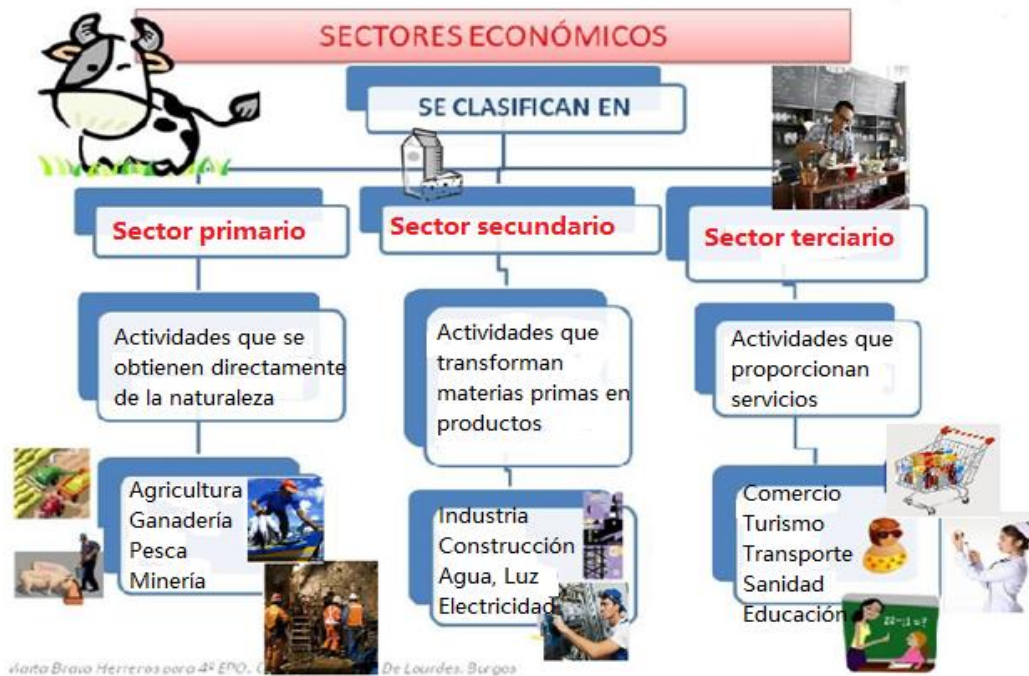 SECTORES ECONÓMICOS
SE CLASIFICAN EN
Sector primario
Actividades que se
obtienen directamente
de la naturaleza
Agricultura
Ganadería
Pesca
Minería
Sector secundario
Actividades que
transforman
materias primas en
productos
Industria
Construcción
Agua, Luz
Electricidad
Sector terciario
Actividades que
proporcionan
servicios
Comercio
Turismo
Transporte
Sanidad
Educación
Marta Bravo Herreros para 4º EPO. De Lourdes. Burgos